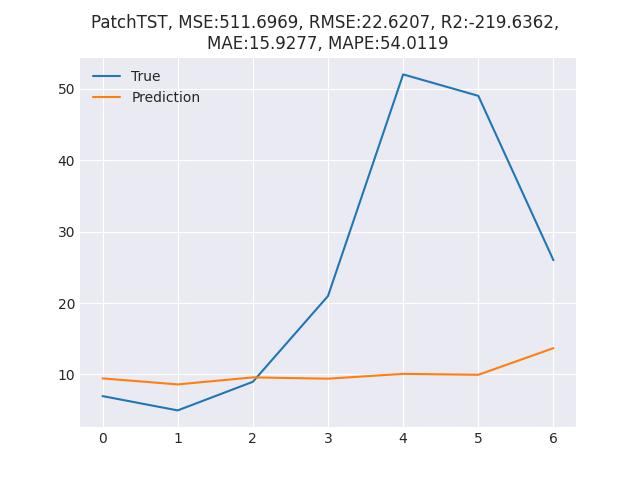 PatchTST, MSE:511.6969, RMSE:22.6207, R2:-219.6362,
MAE:15.9277, MAPE:54.0119
True
Prediction
50
40
30
20
10
0 1 2 3 4 5 6